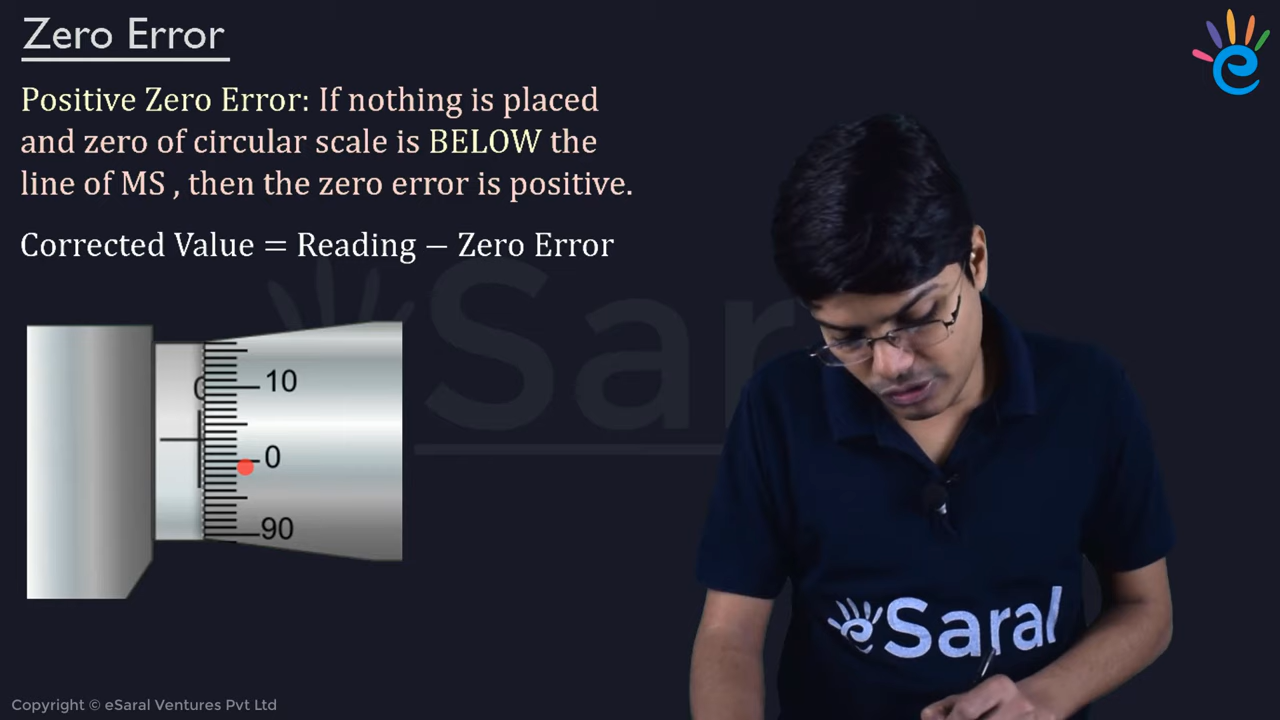 Zero Error
Positive Zero Error: If nothing is placed
and zero of circular scale is BELOW the
line of MS , then the zero error is positive.
Corrected Value = Reading − Zero Error
eSaral
0
10
0
90
eSaral
Copyright © eSaral Ventures Pvt Ltd